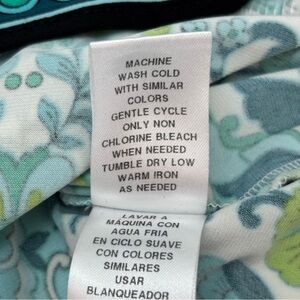 MACHINE
WASH COLD
WITH SIMILAR
COLORS
GENTLE CYCLE
ONLY NON
CHLORINE BLEACH
WHEN NEEDED
TUMBLE DRY LOW
WARM IRON
AS NEEDED
LAVAR A
MAQUINA CON
AGUA FRIA
EN CICLO SUAVE
CON COLORES
SIMILARES
USAR
BLANQUEADOR